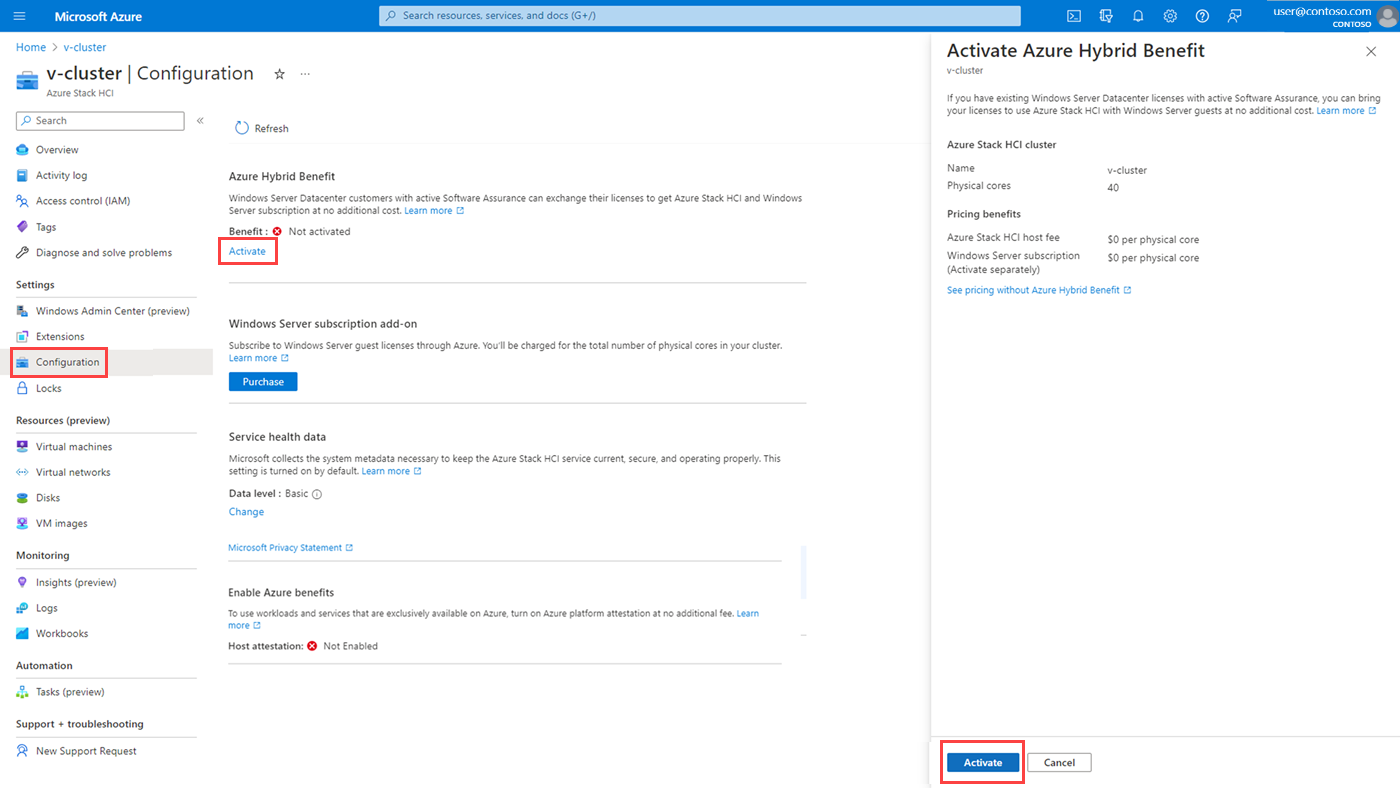 Microsoft Azure
Search resources, services, and docs (G+/)
user@contoso.com
CONTOSO
Home > v-cluster
v-cluster | Configuration
Azure Stack HCI
Search
Overview
Activity log
Access control (IAM)
Tags
Diagnose and solve problems
Settings
Windows Admin Center (preview)
Extensions
Configuration
Locks
Resources (preview)
Virtual machines
Virtual networks
Disks
VM images
Monitoring
Insights (preview)
Logs
Workbooks
Automation
Tasks (preview)
Support + troubleshooting
New Support Request
Refresh
Azure Hybrid Benefit
Windows Server Datacenter customers with active Software Assurance can exchange their licenses to get Azure Stack HCI and Windows
Server subscription at no additional cost. Learn more
Benefit : Not activated
Activate
Windows Server subscription add-on
Subscribe to Windows Server guest licenses through Azure. You'll be charged for the total number of physical cores in your cluster.
Learn more
Purchase
Service health data
Microsoft collects the system metadata necessary to keep the Azure Stack HCI service current, secure, and operating properly. This
setting is turned on by default. Learn more
Data level : Basic
Change
Microsoft Privacy Statement
Enable Azure benefits
To use workloads and services that are exclusively available on Azure, turn on Azure platform attestation at no additional fee. Learn
more
Host attestation: Not Enabled
Activate Azure Hybrid Benefit
v-cluster
If you have existing Windows Server Datacenter licenses with active Software Assurance, you can bring
your licenses to use Azure Stack HCI with Windows Server guests at no additional cost. Learn more
Azure Stack HCI cluster
Name v-cluster
Physical cores 40
Pricing benefits
Azure Stack HCI host fee $0 per physical core
Windows Server subscription $0 per physical core
(Activate separately)
See pricing without Azure Hybrid Benefit
Activate Cancel